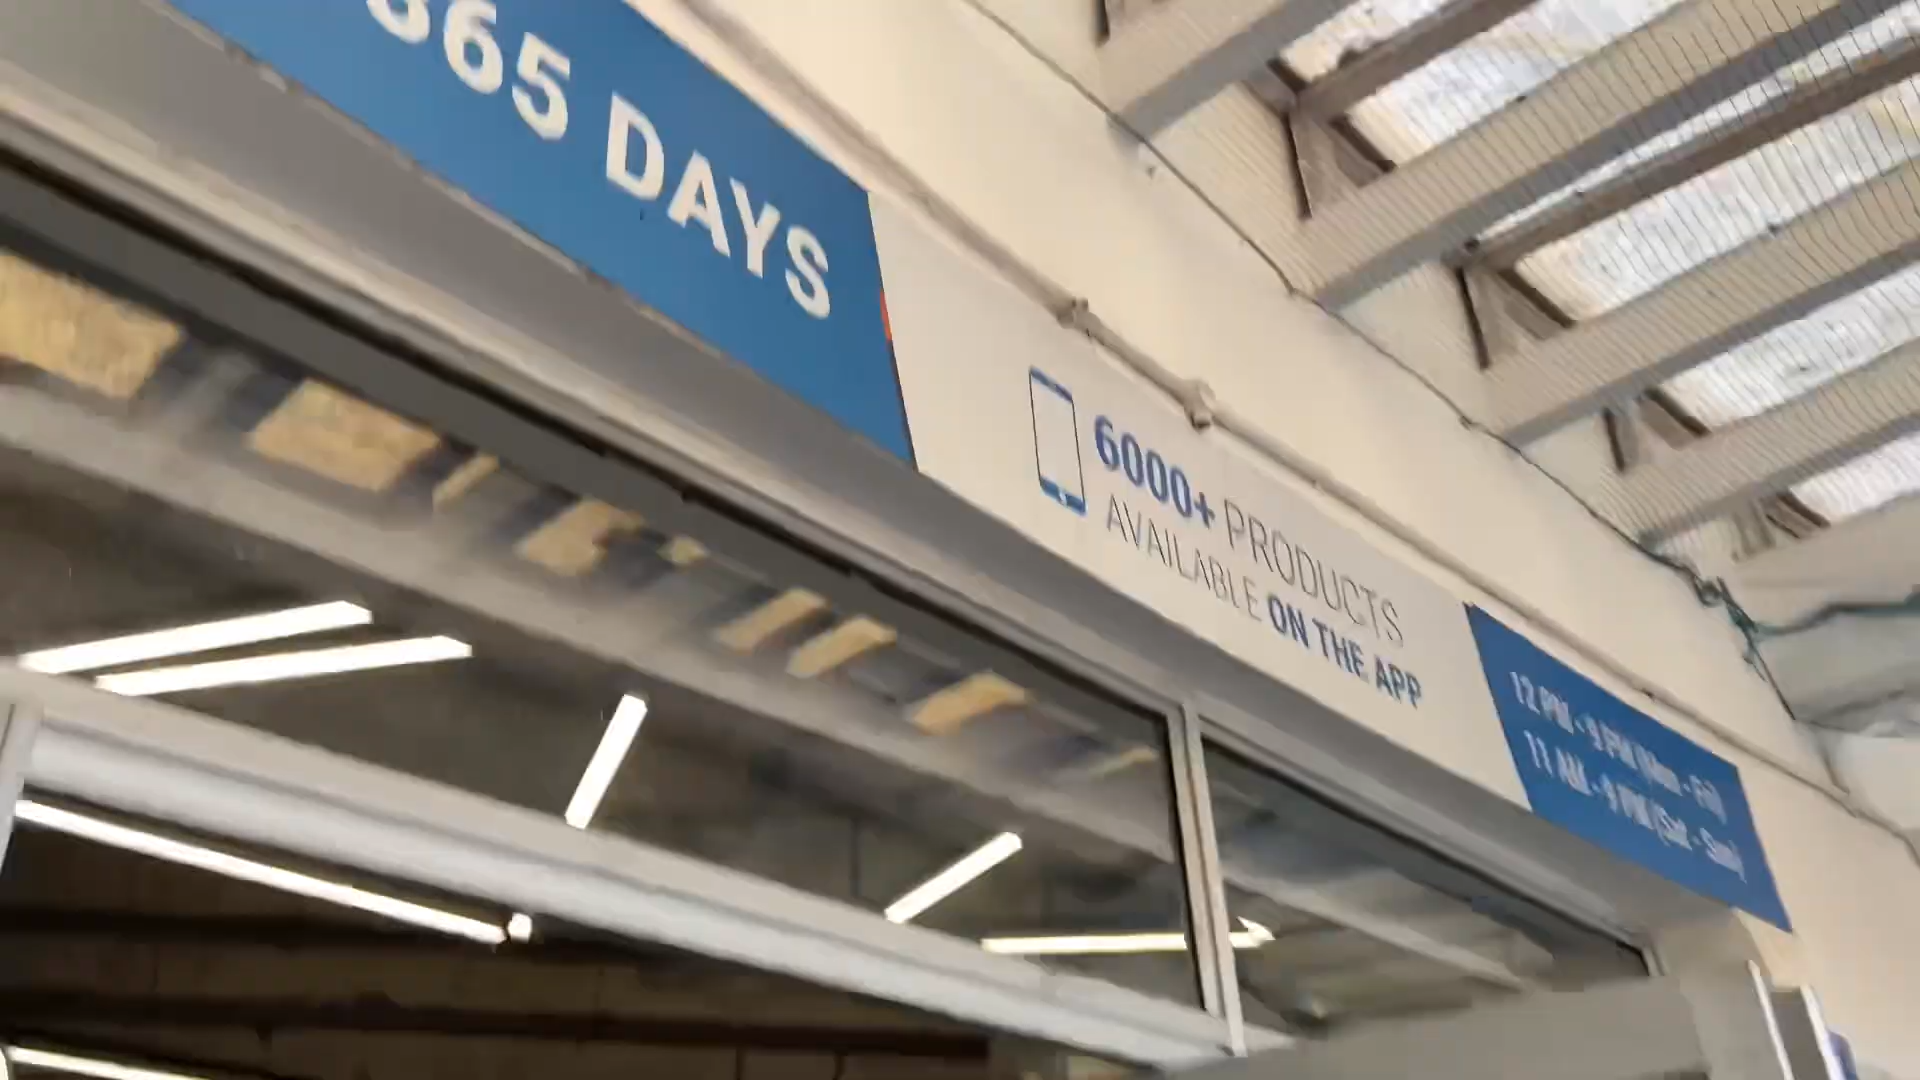 365 DAYS
6000+ PRODUCTS
AVAILABLE ON THE APP
12 PM - 9 PM (Mon - Fri)
11 AM - 9 PM (Sat - Sun)